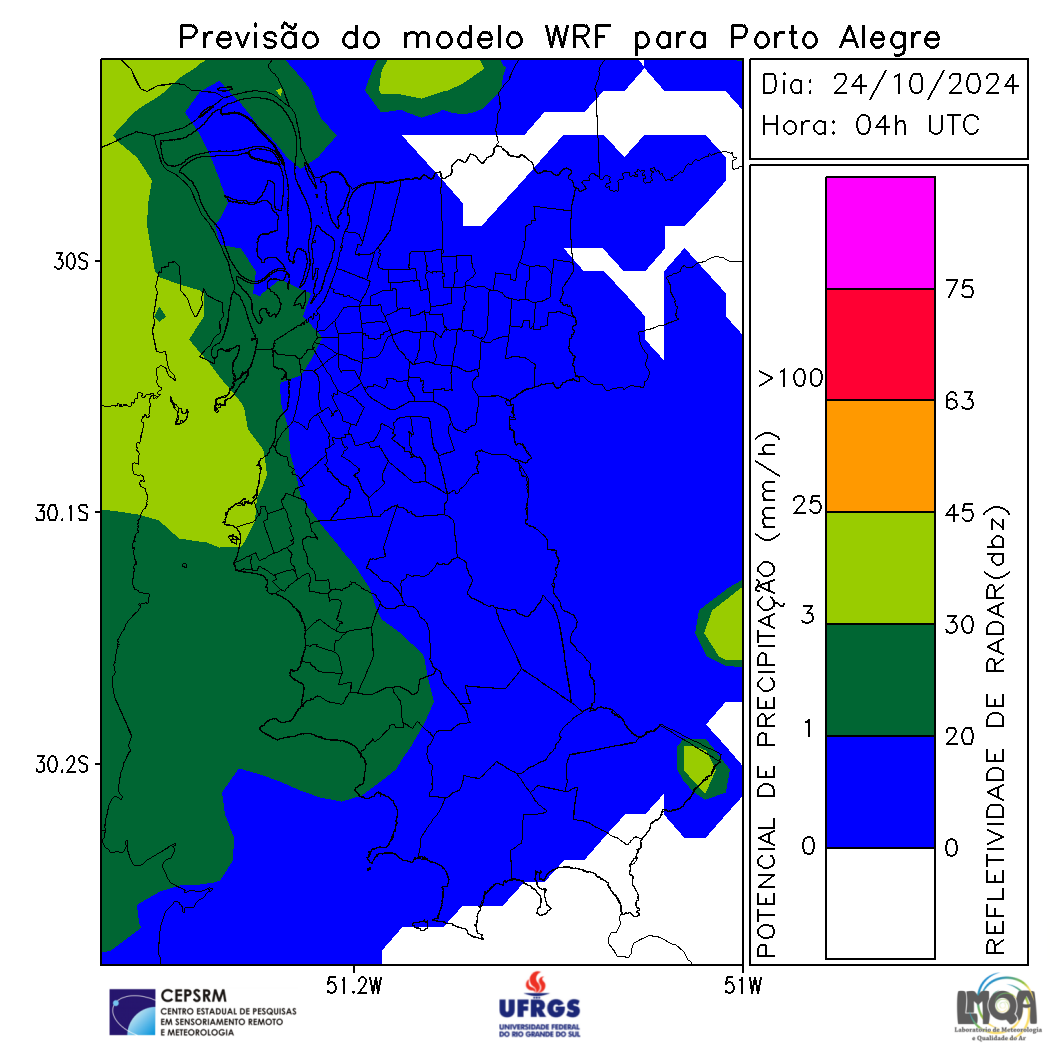 Previsão do modelo WRF para Porto Alegre
Dia: 24/10/2024
Hora: 04h UTC
30S
30.1S
30.2S
51.2W
51W
POTENCIAL DE PRECIPITAÇÃO (mm/h)
>100
25
3
1
0
75
63
45
30
20
0
REFLETIVIDADE DE RADAR(dbz)
CEPSRM
CENTRO ESTADUAL DE PESQUISAS
EM SENSORIAMENTO REMOTO
E METEOROLOGIA
UFRGS
UNIVERSIDADE FEDERAL
DO RIO GRANDE DO SUL
LMQA
Laboratório de Meteorologia
e Qualidade do Ar